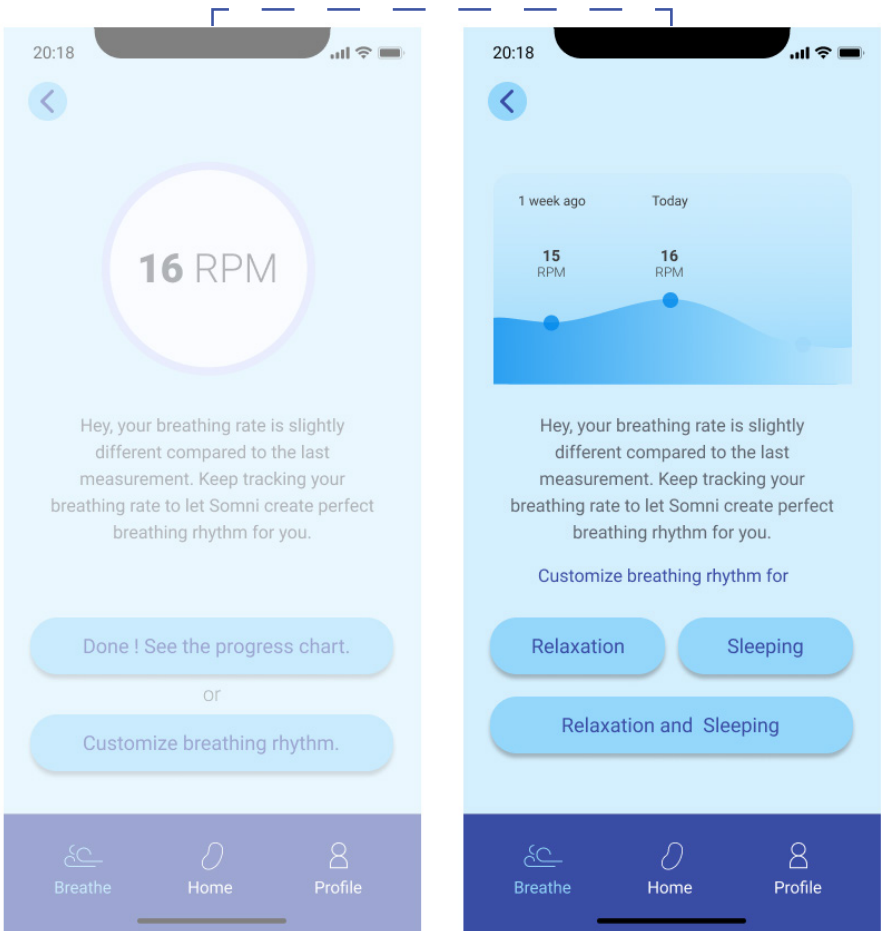 20:18
16 RPM
Hey, your breathing rate is slightly
different compared to the last
measurement. Keep tracking your
breathing rate to let Somni create perfect
breathing rhythm for you.
Done ! See the progress chart.
or
Customize breathing rhythm.
Breathe Home Profile
20:18
1 week ago Today
15 16
RPM RPM
Hey, your breathing rate is slightly
different compared to the last
measurement. Keep tracking your
breathing rate to let Somni create perfect
breathing rhythm for you.
Customize breathing rhythm for
Relaxation Sleeping
Relaxation and Sleeping
Breathe Home Profile